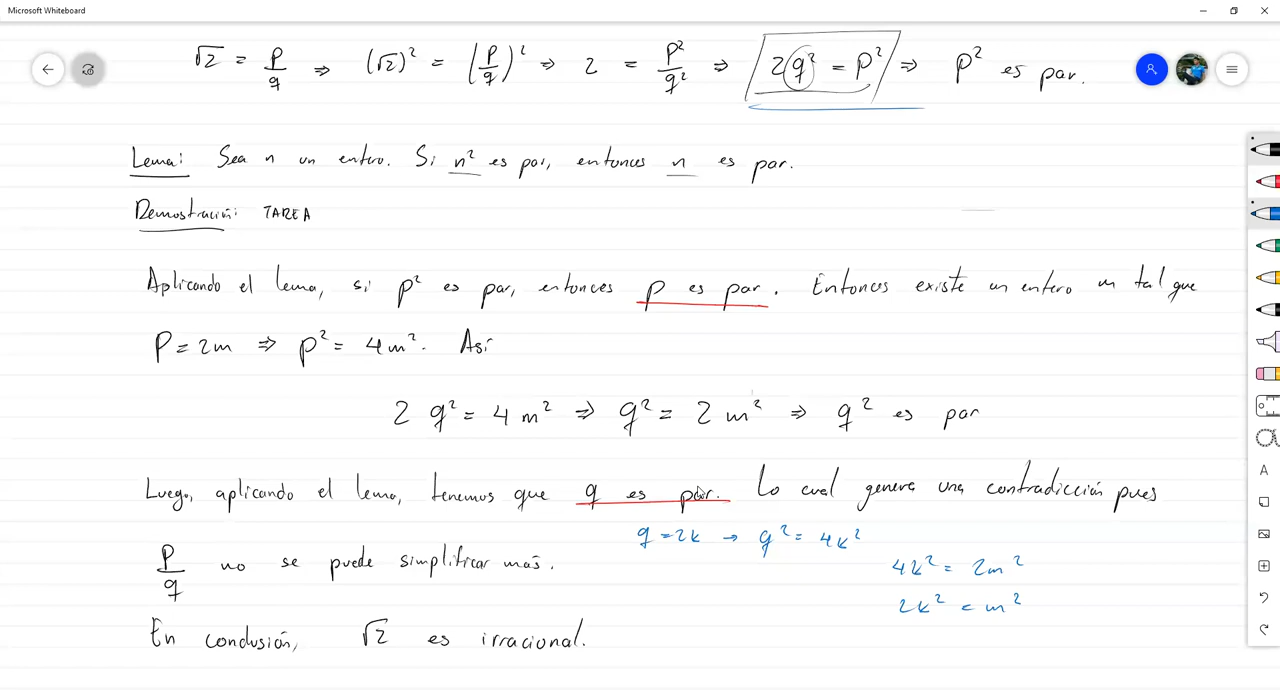 Microsoft Whiteboard
√2 = p/q ⇒ (√2)² = (p/q)² ⇒ 2 = p²/q² ⇒ 2q² = p² ⇒ p² es par.
Lema: Sea n un entero. Si n² es par, entonces n es par.
Demostración: TAREA
Aplicando el lema, si p² es par, entonces p es par. Entonces existe un entero m tal que
p = 2m ⇒ p² = 4m². Así
2q² = 4m² ⇒ q² = 2m² ⇒ q² es par
Luego, aplicando el lema, tenemos que q es par. Lo cual genera una contradicción pues
q = 2k → q² = 4k²
p/q no se puede simplificar más.
4k² = 2m²
2k² = m²
En conclusión, √2 es irracional.